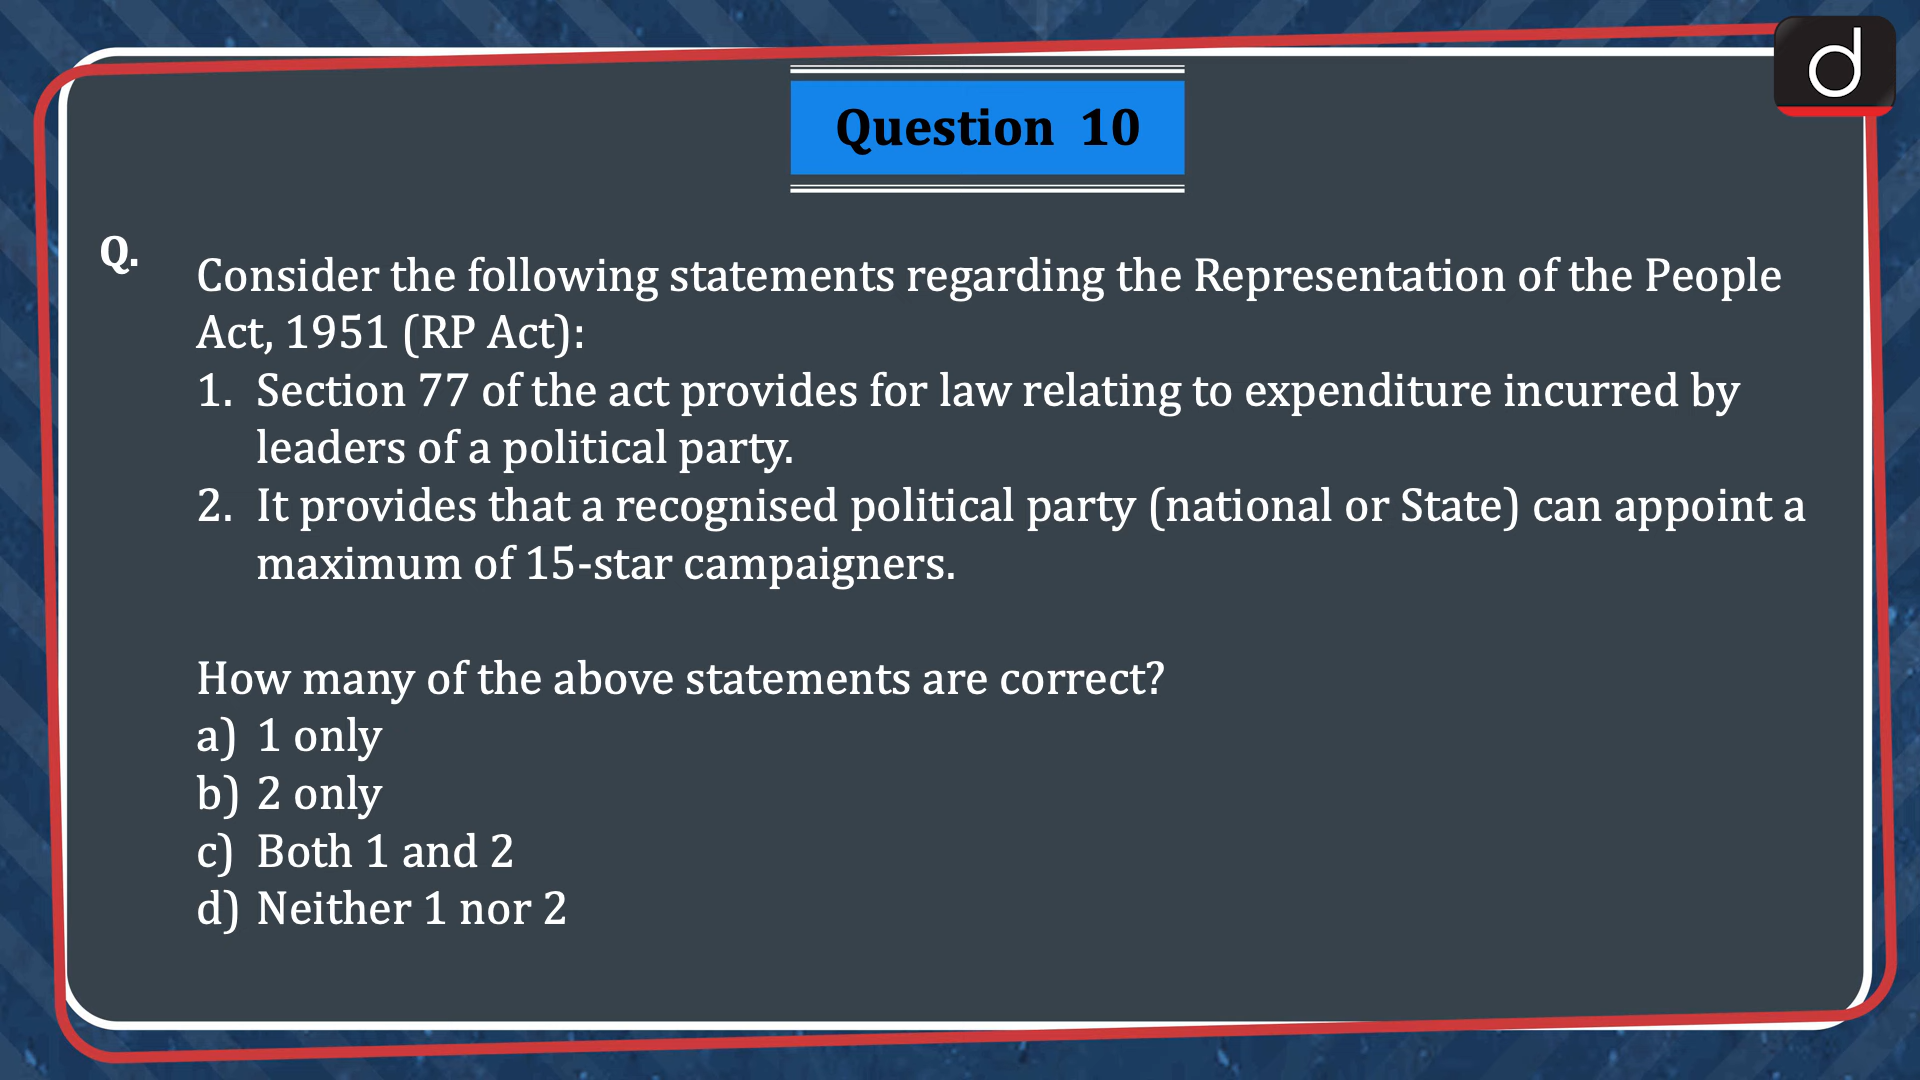 Question 10
Q.
Consider the following statements regarding the Representation of the People
Act, 1951 (RP Act):
1. Section 77 of the act provides for law relating to expenditure incurred by
leaders of a political party.
2. It provides that a recognised political party (national or State) can appoint a
maximum of 15-star campaigners.
How many of the above statements are correct?
a) 1 only
b) 2 only
c) Both 1 and 2
d) Neither 1 nor 2
d